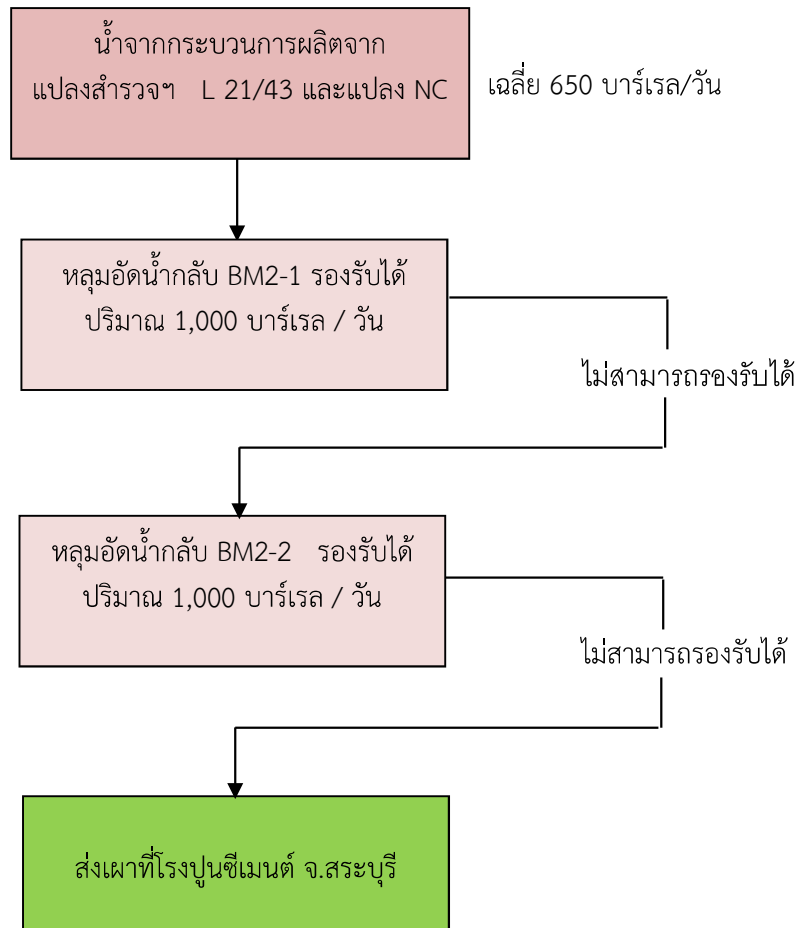 น้ำจากกระบวนการผลิตจาก
แปลงสำรวจฯ L 21/43 และแปลง NC
เฉลี่ย 650 บาร์เรล/วัน
หลุมอัดน้ำกลับ BM2-1 รองรับได้
ปริมาณ 1,000 บาร์เรล / วัน
ไม่สามารถรองรับได้
หลุมอัดน้ำกลับ BM2-2 รองรับได้
ปริมาณ 1,000 บาร์เรล / วัน
ไม่สามารถรองรับได้
ส่งเผาที่โรงปูนซีเมนต์ จ.สระบุรี